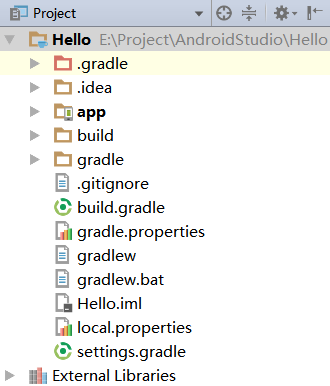 Project
Hello E:\Project\AndroidStudio\Hello
.gradle
.idea
app
build
gradle
.gitignore
build.gradle
gradle.properties
gradlew
gradlew.bat
Hello.iml
local.properties
settings.gradle
External Libraries